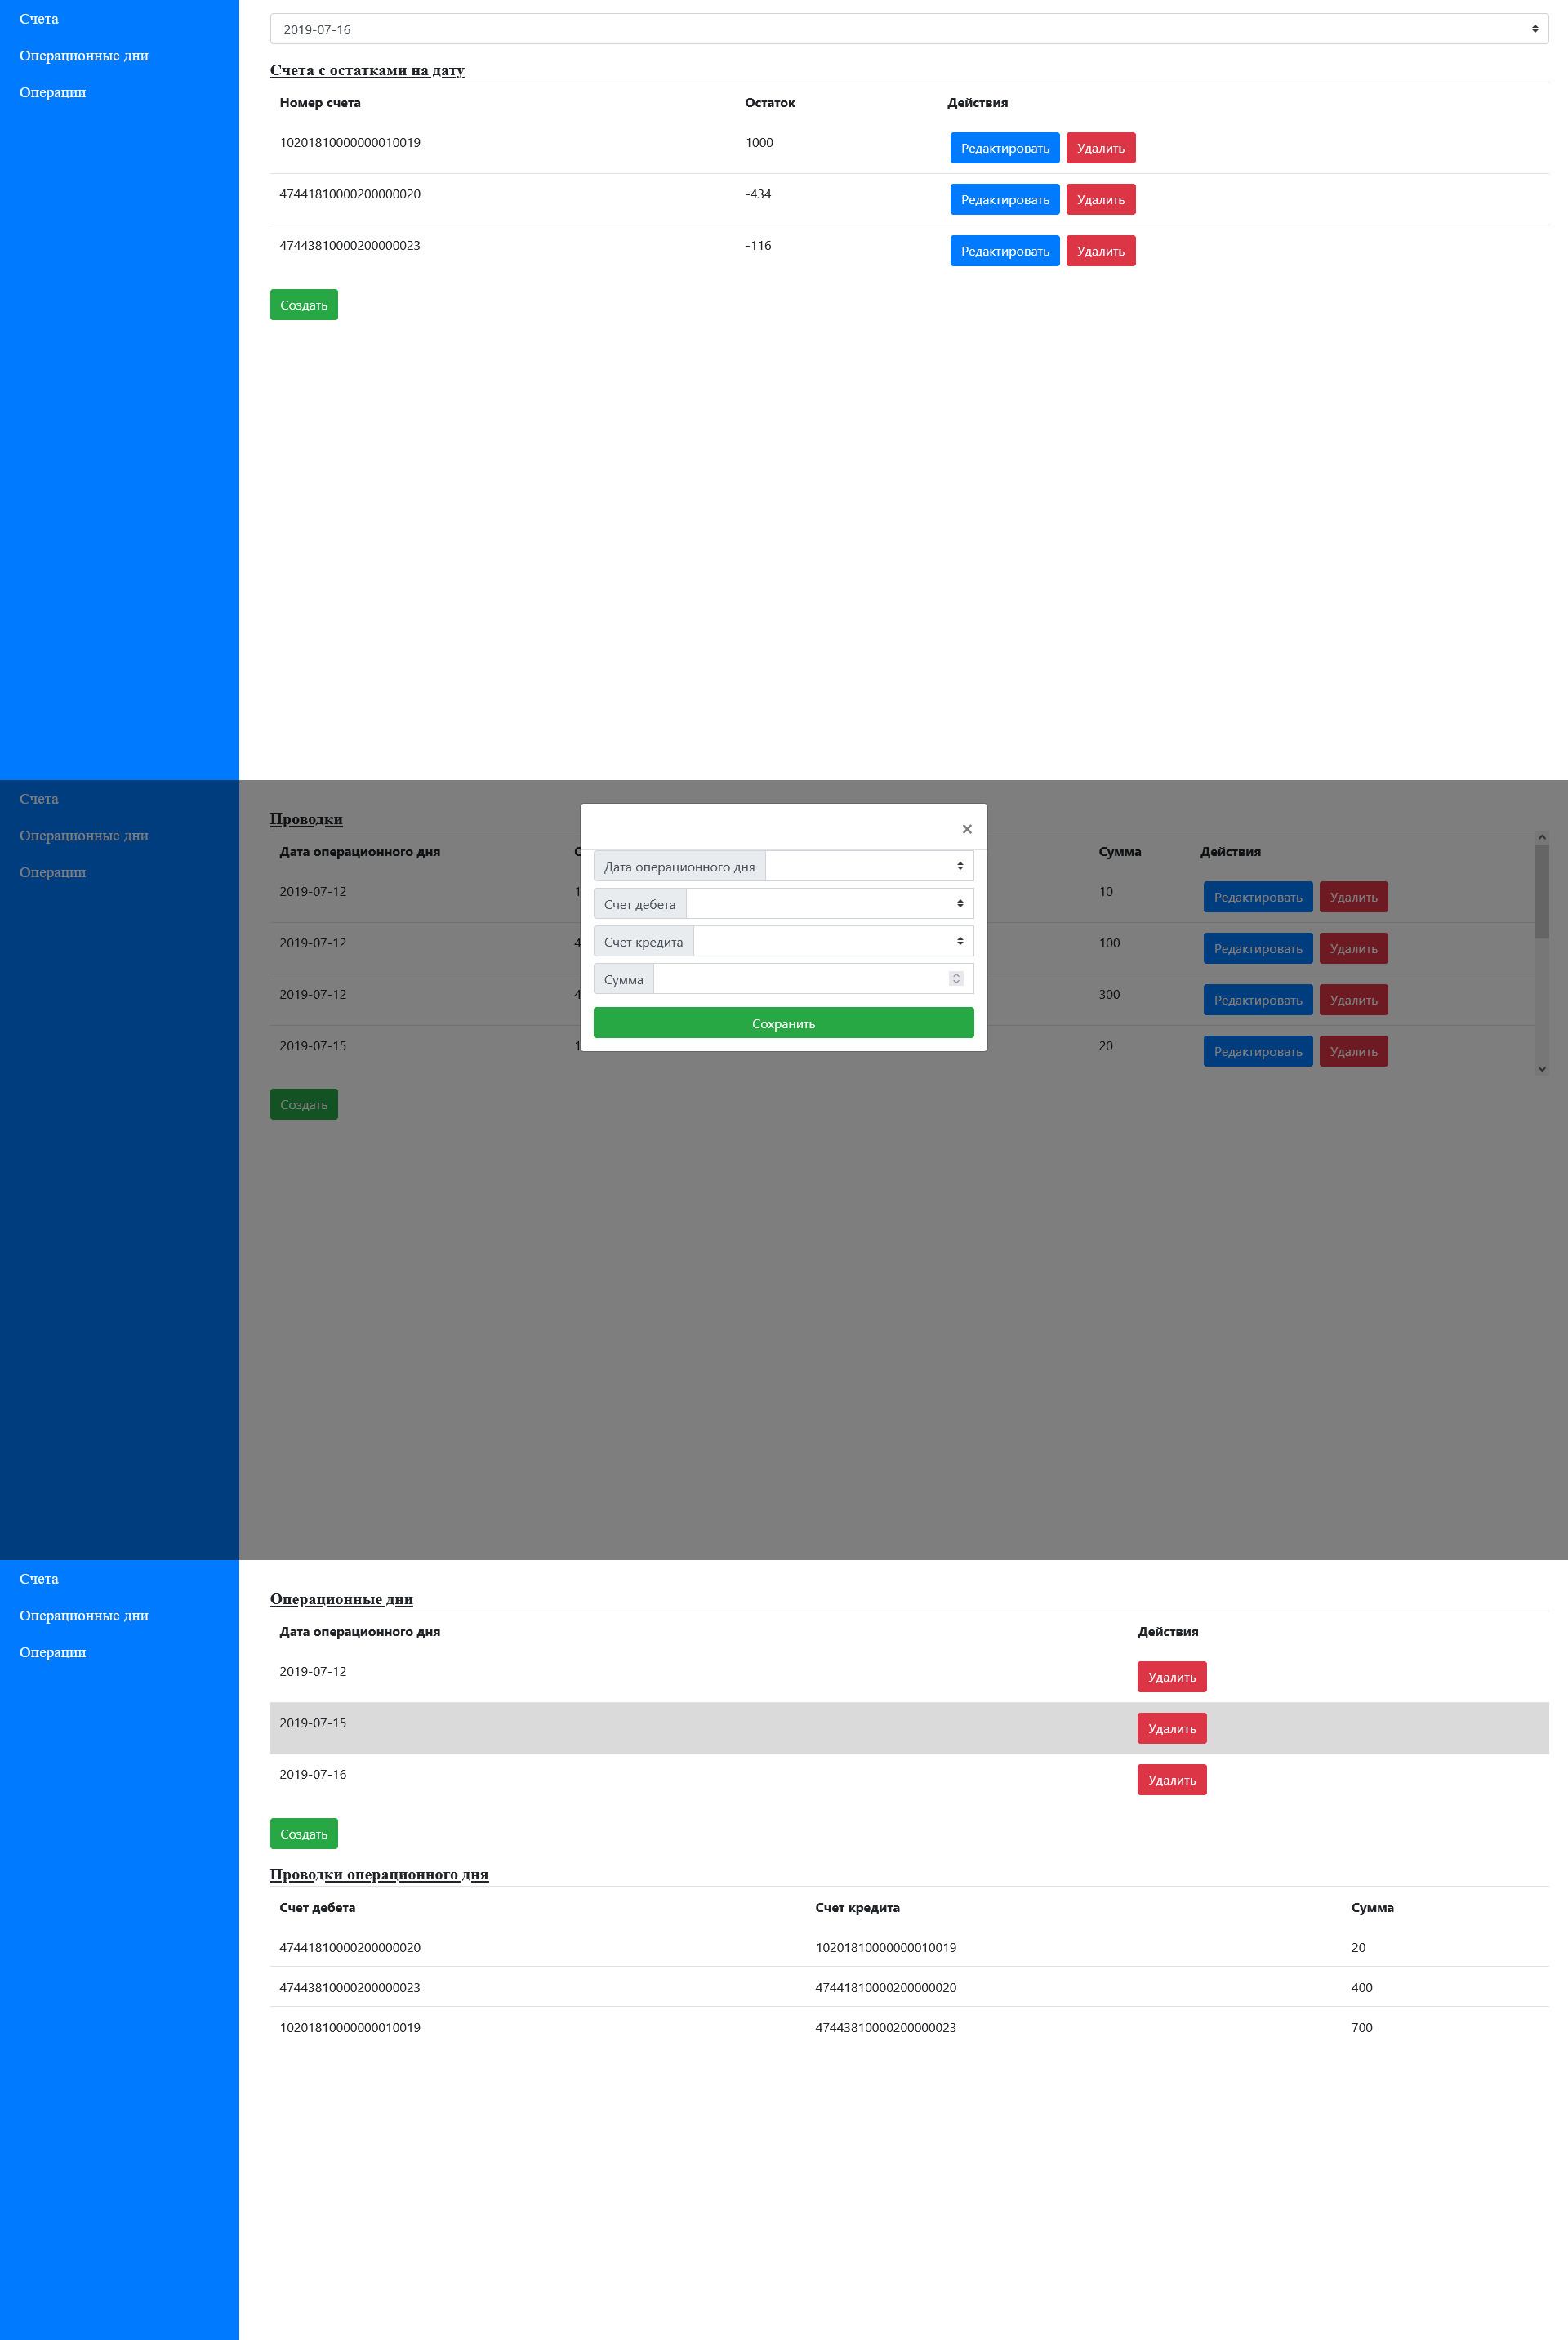 Счета
Операционные дни
Операции
2019-07-16
Счета с остатками на дату
Номер счета Остаток Действия
10201810000000010019 1000 Редактировать Удалить
47441810000200000020 -434 Редактировать Удалить
47443810000200000023 -116 Редактировать Удалить
Создать
Счета
Операционные дни
Операции
Проводки
×
Дата операционного дня Сумма Действия
2019-07-12 10 Редактировать Удалить
2019-07-12 100 Редактировать Удалить
2019-07-12 300 Редактировать Удалить
2019-07-15 20 Редактировать Удалить
Создать
Дата операционного дня
Счет дебета
Счет кредита
Сумма
Сохранить
Счета
Операционные дни
Операции
Операционные дни
Дата операционного дня Действия
2019-07-12 Удалить
2019-07-15 Удалить
2019-07-16 Удалить
Создать
Проводки операционного дня
Счет дебета Счет кредита Сумма
47441810000200000020 10201810000000010019 20
47443810000200000023 47441810000200000020 400
10201810000000010019 47443810000200000023 700